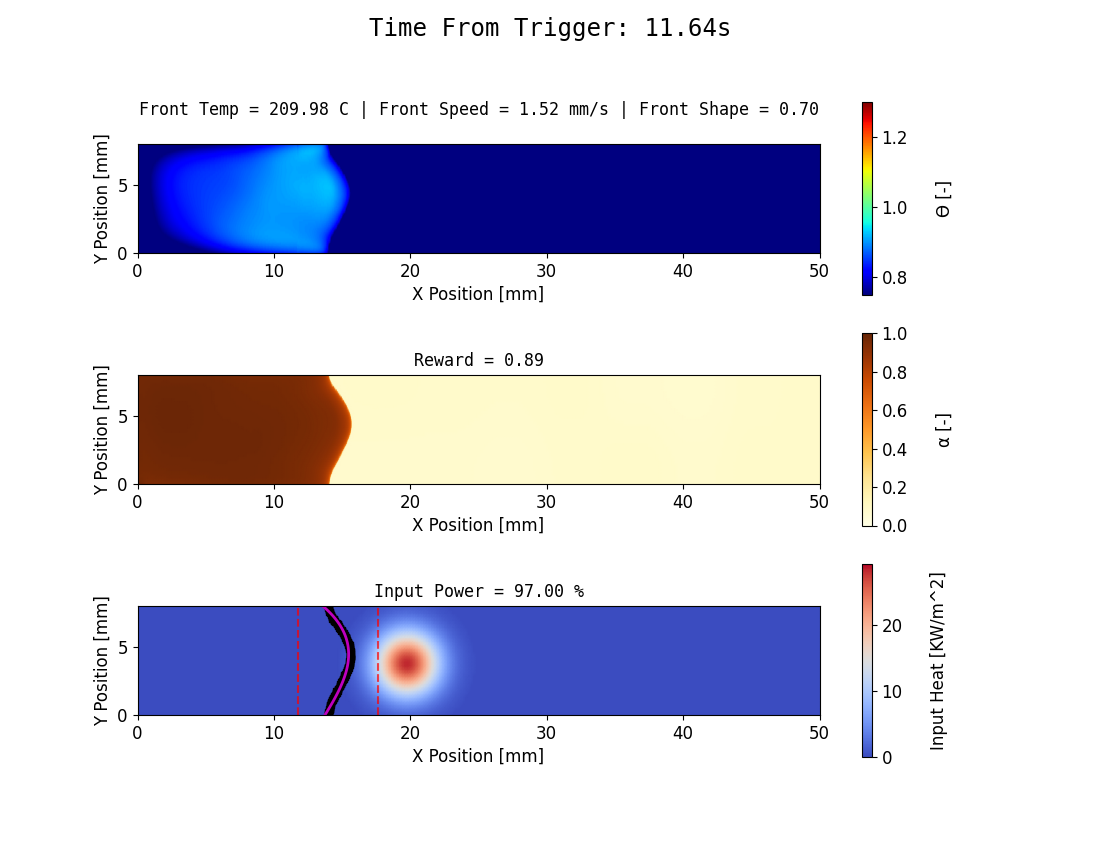 Time From Trigger: 11.64s
Front Temp = 209.98 C | Front Speed = 1.52 mm/s | Front Shape = 0.70
Y Position [mm]
5
0
0 10 20 30 40 50
X Position [mm]
1.2
1.0
0.8
Θ [-]
Reward = 0.89
Y Position [mm]
5
0
0 10 20 30 40 50
X Position [mm]
1.0
0.8
0.6
0.4
0.2
0.0
α [-]
Input Power = 97.00 %
Y Position [mm]
5
0
0 10 20 30 40 50
X Position [mm]
20
10
0
Input Heat [KW/m^2]